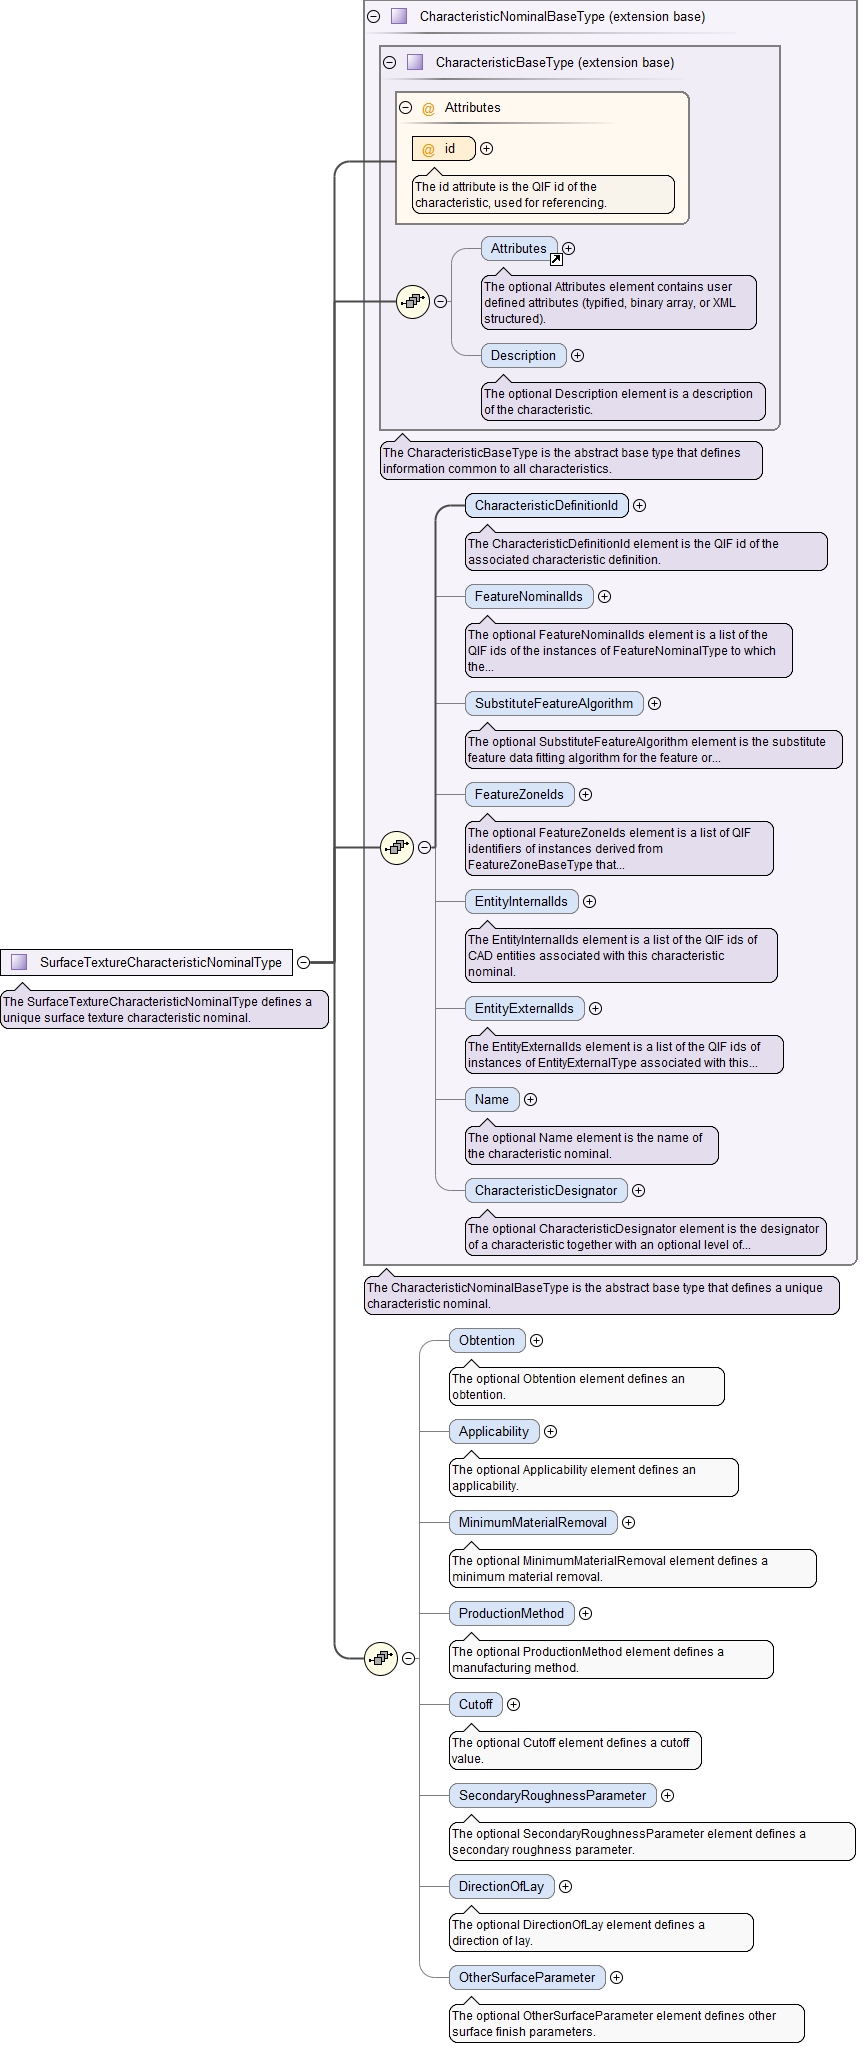 CharacteristicNominalBaseType (extension base)
CharacteristicBaseType (extension base)
@ Attributes
@ id
The id attribute is the QIF id of the
characteristic, used for referencing.
Attributes
The optional Attributes element contains user
defined attributes (typified, binary array, or XML
structured).
Description
The optional Description element is a description
of the characteristic.
The CharacteristicBaseType is the abstract base type that defines
information common to all characteristics.
CharacteristicDefinitionId
The CharacteristicDefinitionId element is the QIF id of the
associated characteristic definition.
FeatureNominalIds
The optional FeatureNominalIds element is a list of the
QIF ids of the instances of FeatureNominalType to which
the...
SubstituteFeatureAlgorithm
The optional SubstituteFeatureAlgorithm element is the substitute
feature data fitting algorithm for the feature or...
FeatureZoneIds
The optional FeatureZoneIds element is a list of QIF
identifiers of instances derived from
FeatureZoneBaseType that...
EntityInternalIds
The EntityInternalIds element is a list of the QIF ids of
CAD entities associated with this characteristic
nominal.
SurfaceTextureCharacteristicNominalType
The SurfaceTextureCharacteristicNominalType defines a
unique surface texture characteristic nominal.
EntityExternalIds
The EntityExternalIds element is a list of the QIF ids of
instances of EntityExternalType associated with this...
Name
The optional Name element is the name of
the characteristic nominal.
CharacteristicDesignator
The optional CharacteristicDesignator element is the designator
of a characteristic together with an optional level of...
The CharacteristicNominalBaseType is the abstract base type that defines a unique
characteristic nominal.
Obtention
The optional Obtention element defines an
obtention.
Applicability
The optional Applicability element defines an
applicability.
MinimumMaterialRemoval
The optional MinimumMaterialRemoval element defines a
minimum material removal.
ProductionMethod
The optional ProductionMethod element defines a
manufacturing method.
Cutoff
The optional Cutoff element defines a cutoff
value.
SecondaryRoughnessParameter
The optional SecondaryRoughnessParameter element defines a
secondary roughness parameter.
DirectionOfLay
The optional DirectionOfLay element defines a
direction of lay.
OtherSurfaceParameter
The optional OtherSurfaceParameter element defines other
surface finish parameters.